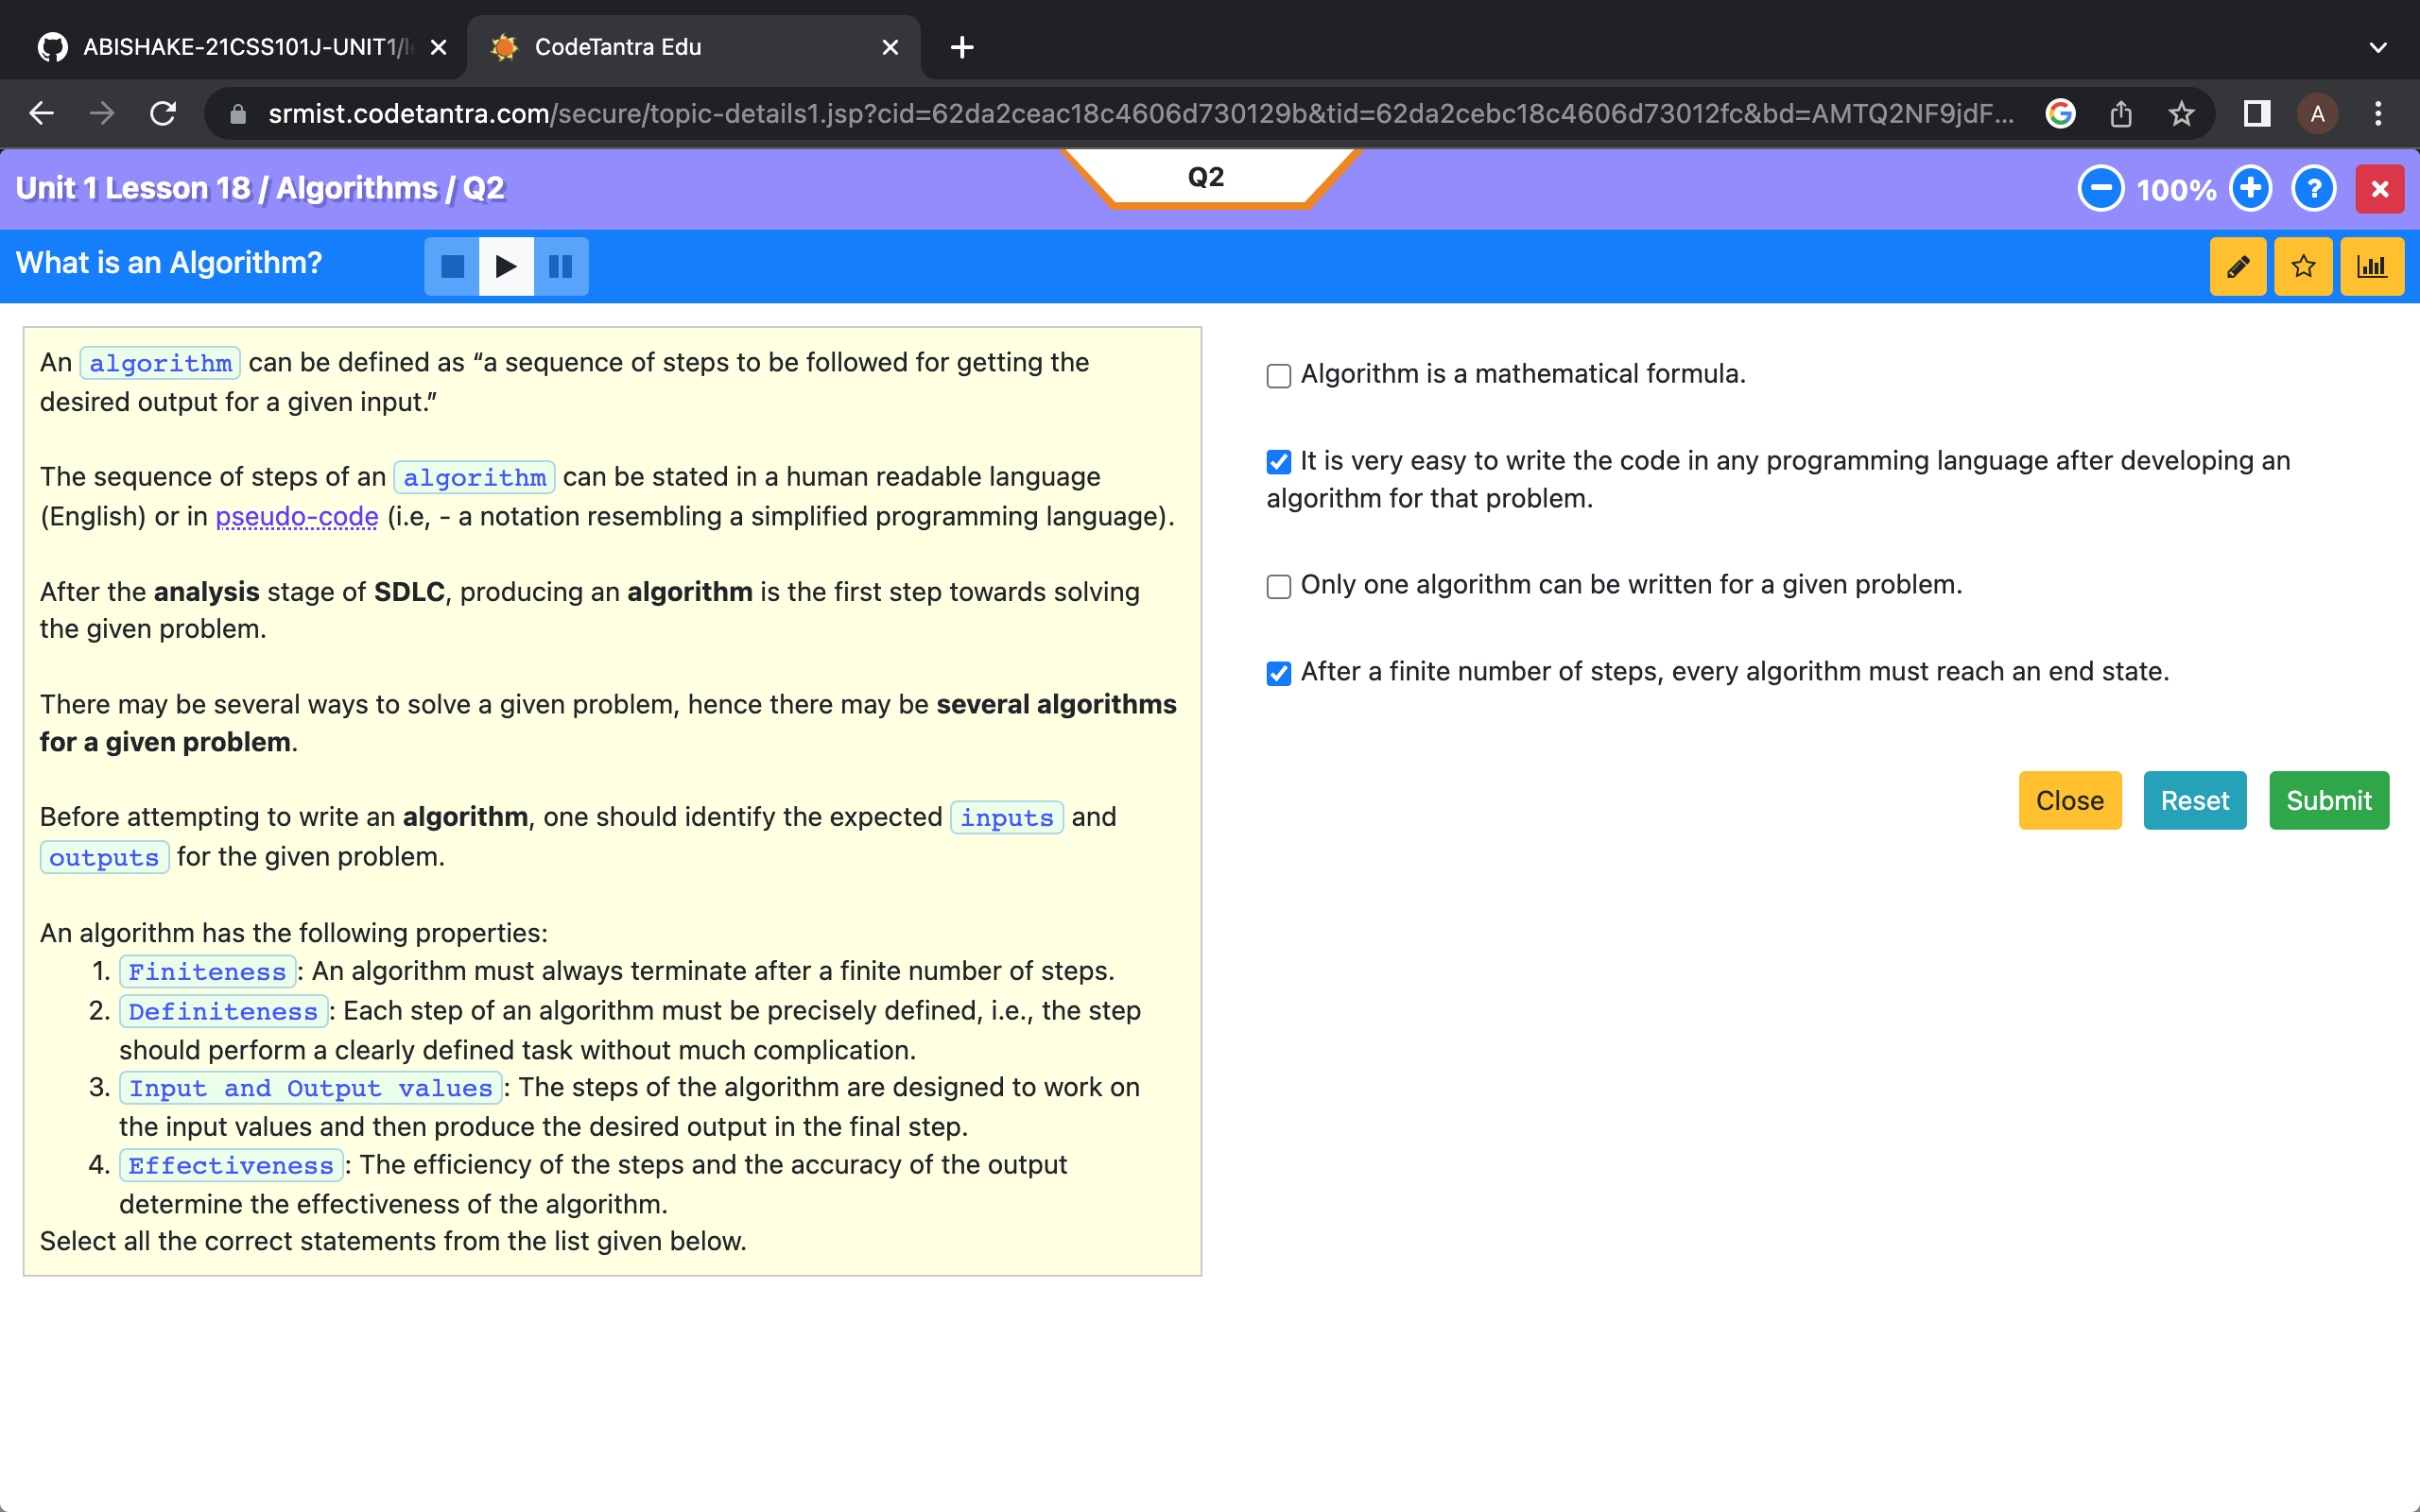 ABISHAKE-21CSS101J-UNIT1/
CodeTantra Edu
srmist.codetantra.com/secure/topic-details1.jsp?cid=62da2ceac18c4606d730129b&tid=62da2cebc18c4606d73012fc&bd=AMTQ2NF9jdF...
A
Unit 1 Lesson 18 / Algorithms / Q2
Q2
100%
?
What is an Algorithm?
An algorithm can be defined as “a sequence of steps to be followed for getting the
desired output for a given input.”
The sequence of steps of an algorithm can be stated in a human readable language
(English) or in pseudo-code (i.e, - a notation resembling a simplified programming language).
After the analysis stage of SDLC, producing an algorithm is the first step towards solving
the given problem.
There may be several ways to solve a given problem, hence there may be several algorithms
for a given problem.
Before attempting to write an algorithm, one should identify the expected inputs and
outputs for the given problem.
An algorithm has the following properties:
1. Finiteness: An algorithm must always terminate after a finite number of steps.
2. Definiteness: Each step of an algorithm must be precisely defined, i.e., the step
should perform a clearly defined task without much complication.
3. Input and Output values: The steps of the algorithm are designed to work on
the input values and then produce the desired output in the final step.
4. Effectiveness: The efficiency of the steps and the accuracy of the output
determine the effectiveness of the algorithm.
Select all the correct statements from the list given below.
Algorithm is a mathematical formula.
It is very easy to write the code in any programming language after developing an
algorithm for that problem.
Only one algorithm can be written for a given problem.
After a finite number of steps, every algorithm must reach an end state.
Close
Reset
Submit